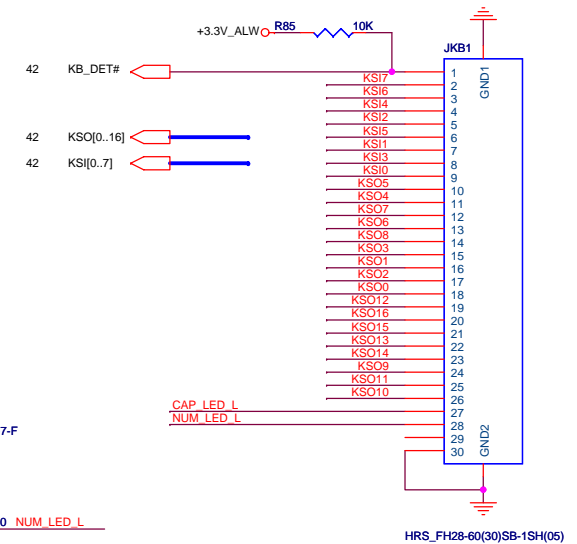 +3.3V_ALW R85 10K
JKB1
42 KB_DET#
42 KSO[0..16]
42 KSI[0..7]
GND1
1
KSI7 2
KSI6 3
KSI4 4
KSI2 5
KSI5 6
KSI1 7
KSI3 8
KSI0 9
KSO5 10
KSO4 11
KSO7 12
KSO6 13
KSO8 14
KSO3 15
KSO1 16
KSO2 17
KSO0 18
KSO12 19
KSO16 20
KSO15 21
KSO13 22
KSO14 23
KSO9 24
KSO11 25
KSO10 26
CAP_LED_L 27
NUM_LED_L 28
29
30
GND2
7-F
0 NUM_LED_L
HRS_FH28-60(30)SB-1SH(05)